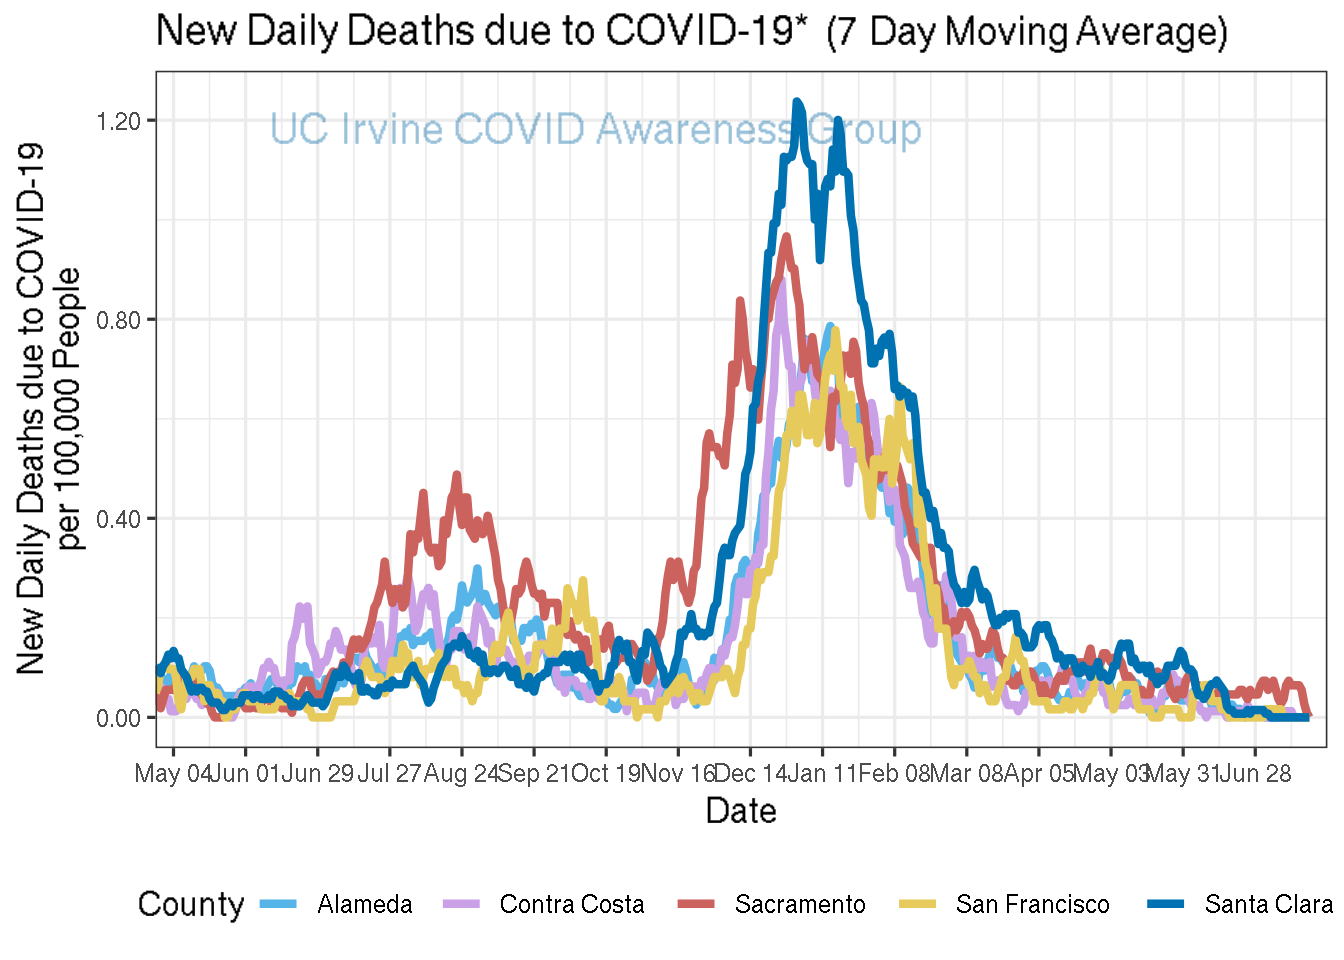 New Daily Deaths due to COVID-19* (7 Day Moving Average)
UC Irvine COVID Awareness Group
New Daily Deaths due to COVID-19
per 100,000 People
1.20
0.80
0.40
0.00
May 04 Jun 01 Jun 29 Jul 27 Aug 24 Sep 21 Oct 19 Nov 16 Dec 14 Jan 11 Feb 08 Mar 08 Apr 05 May 03 May 31 Jun 28
Date
County Alameda Contra Costa Sacramento San Francisco Santa Clara